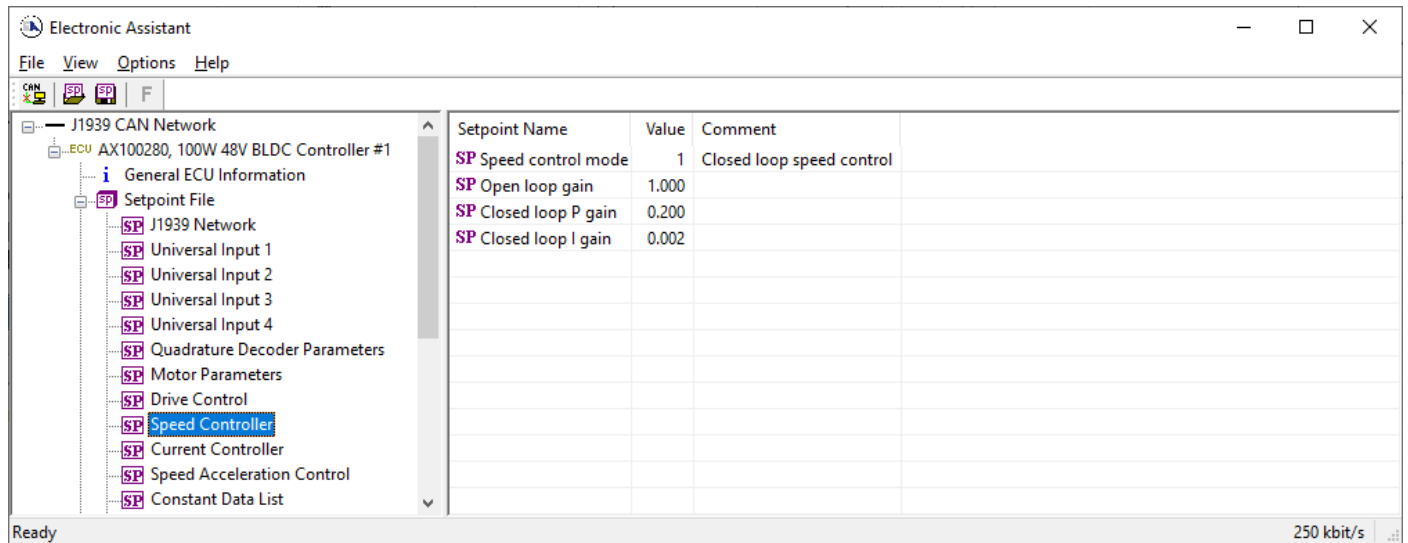 Electronic Assistant
File View Options Help
CAN SP SP F
J1939 CAN Network
ECU AX100280, 100W 48V BLDC Controller #1
i General ECU Information
SP Setpoint File
SP J1939 Network
SP Universal Input 1
SP Universal Input 2
SP Universal Input 3
SP Universal Input 4
SP Quadrature Decoder Parameters
SP Motor Parameters
SP Drive Control
SP Speed Controller
SP Current Controller
SP Speed Acceleration Control
SP Constant Data List
Setpoint Name Value Comment
SP Speed control mode 1 Closed loop speed control
SP Open loop gain 1.000
SP Closed loop P gain 0.200
SP Closed loop I gain 0.002
Ready 250 kbit/s